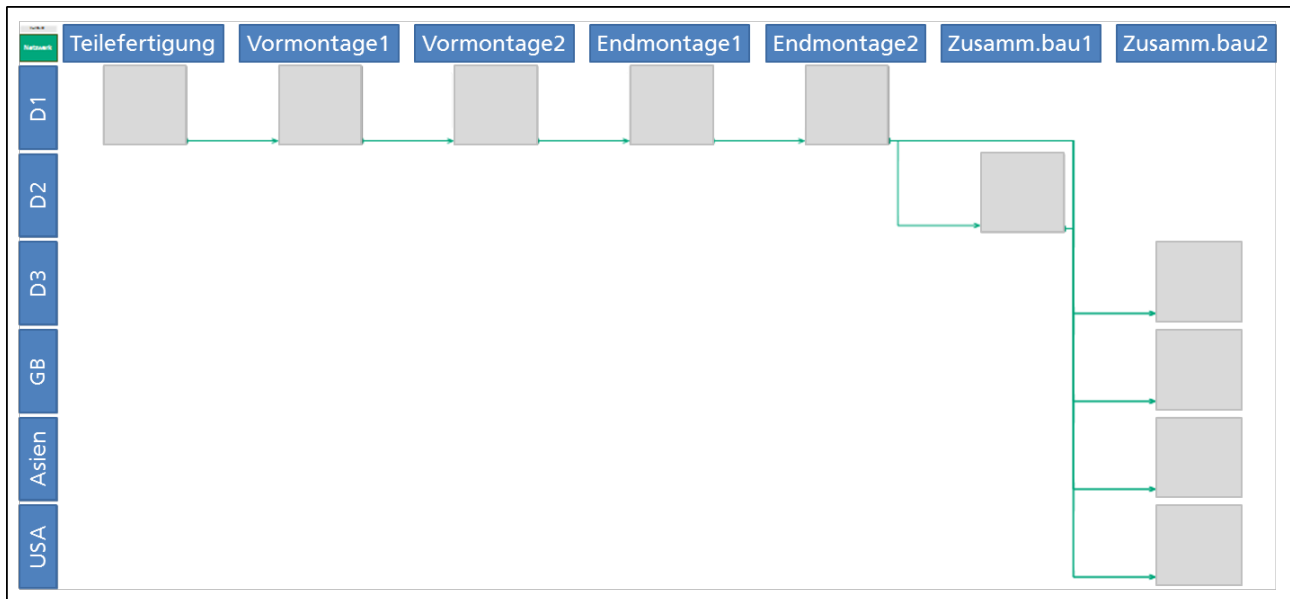 Netzwerk
Teilefertigung
Vormontage1
Vormontage2
Endmontage1
Endmontage2
Zusamm.bau1
Zusamm.bau2
D1
D2
D3
GB
Asien
USA